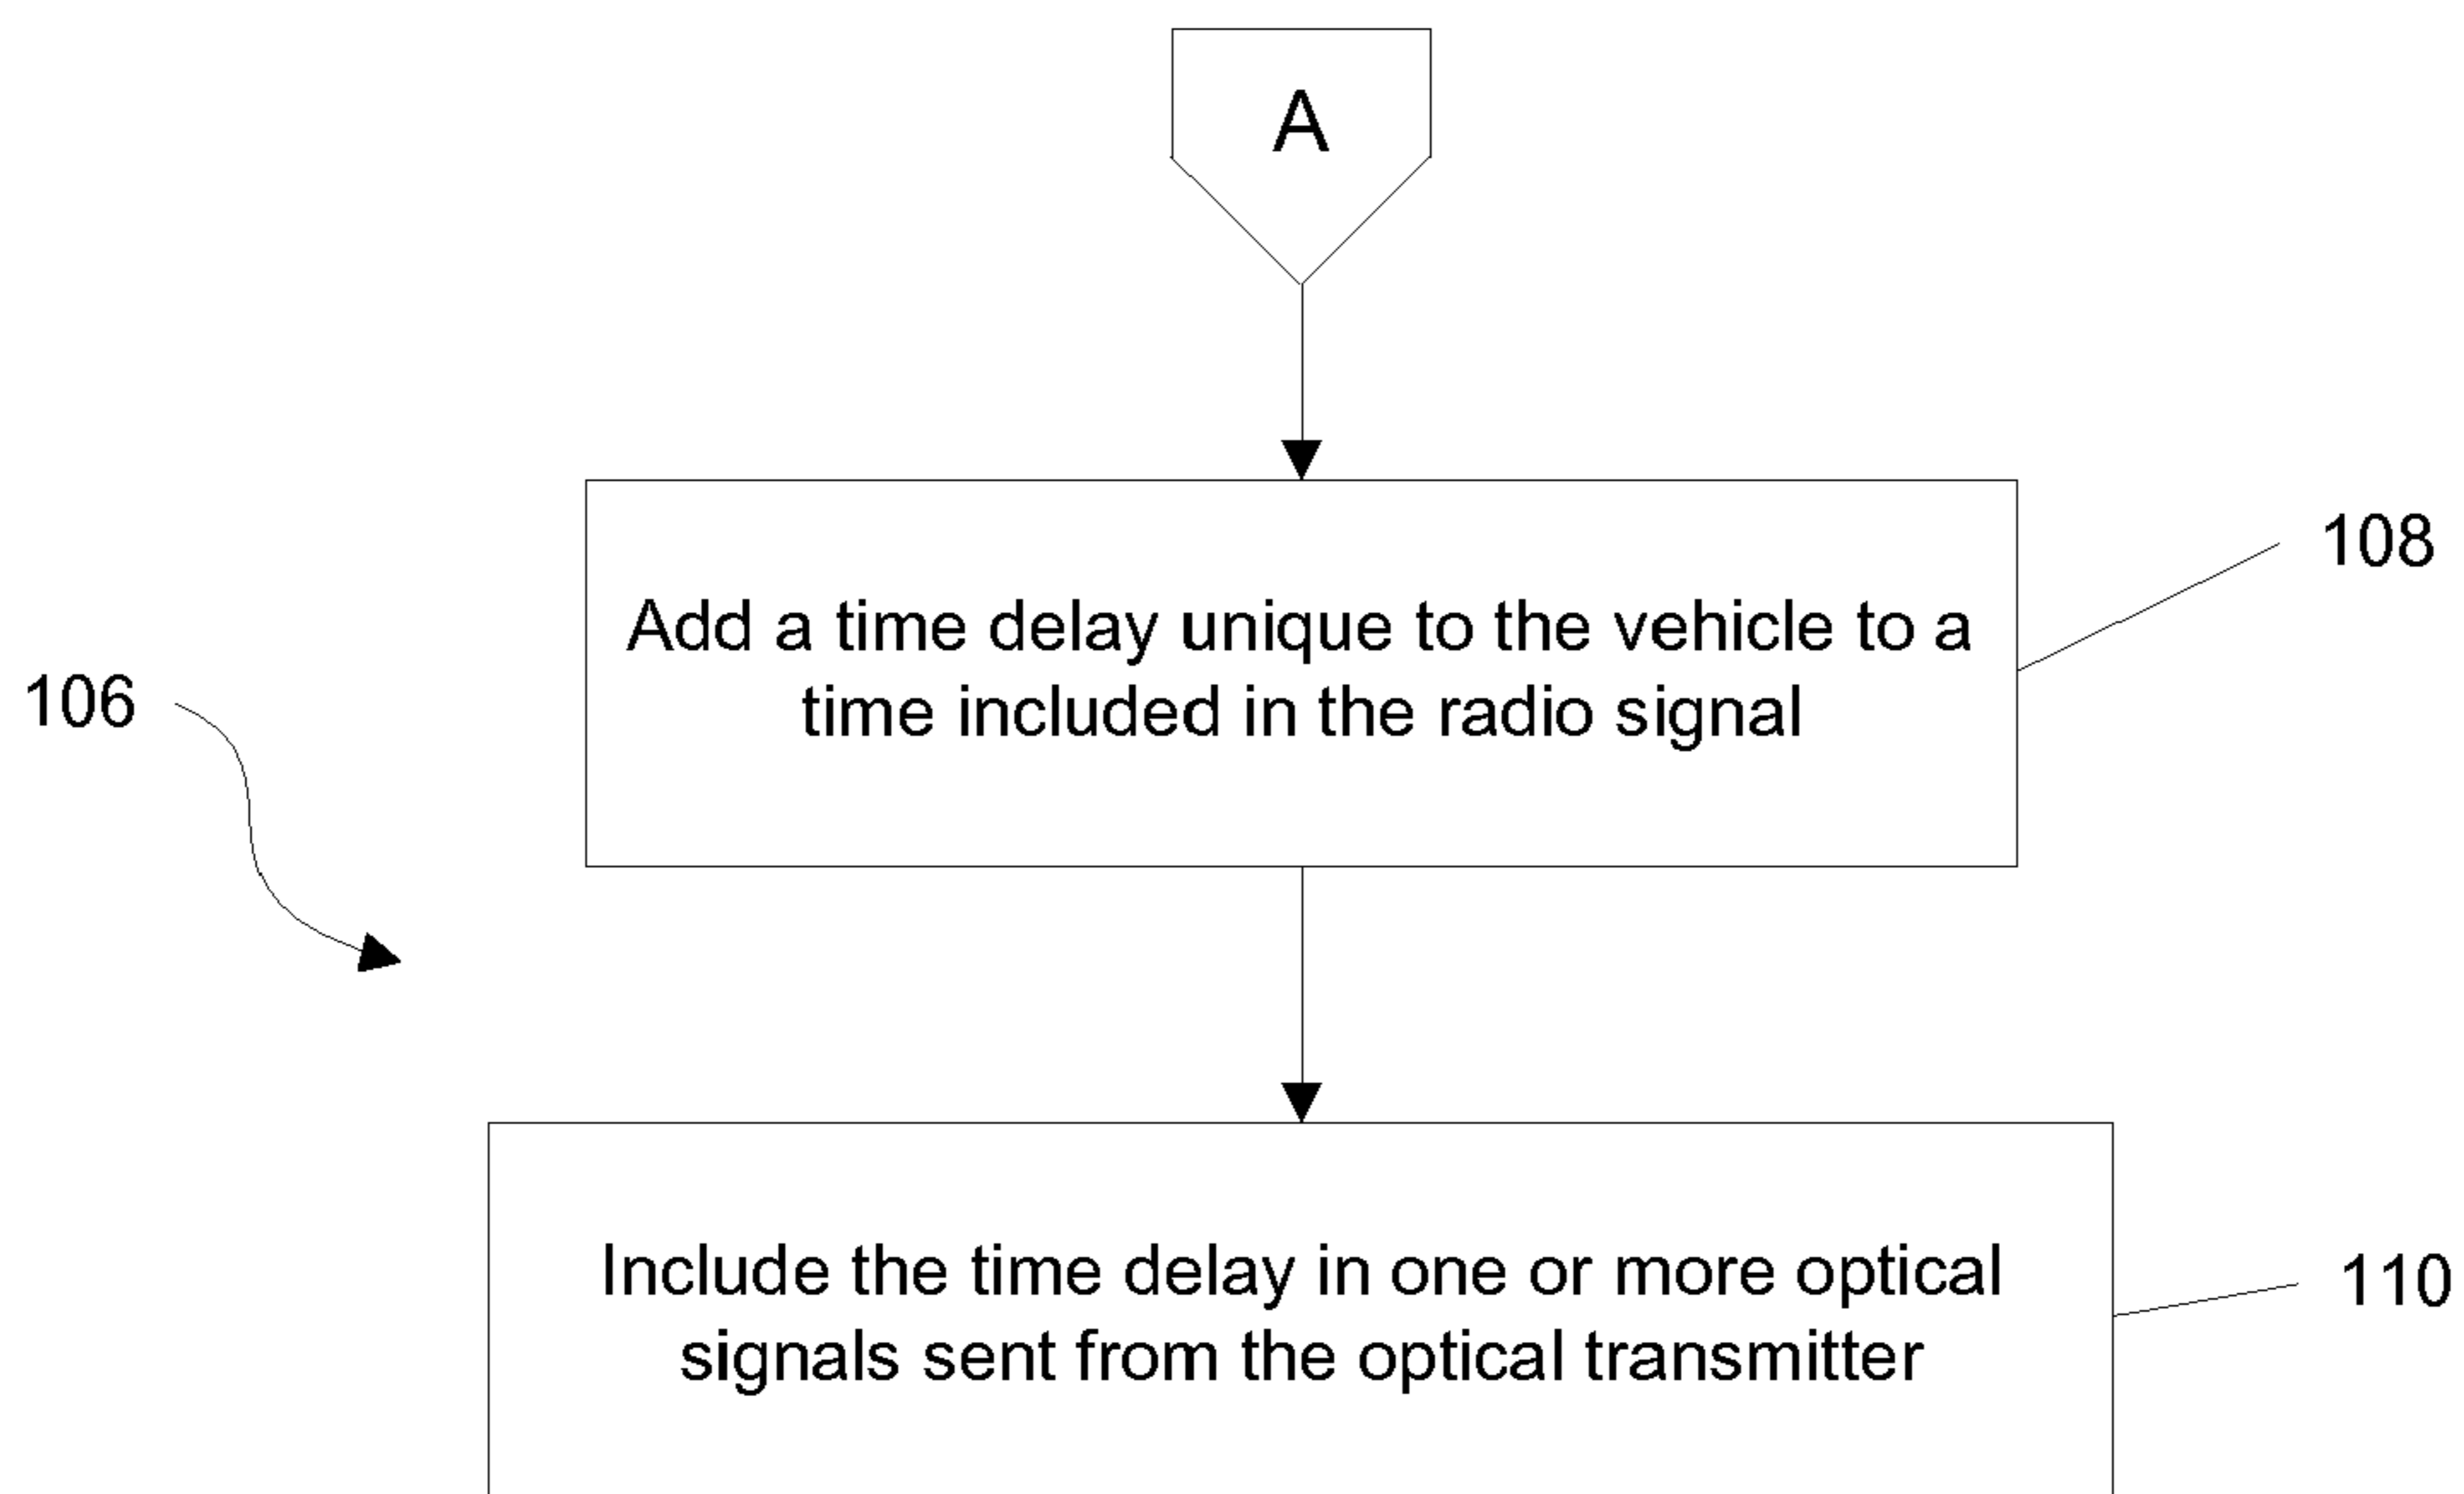 A
108
Add a time delay unique to the vehicle to a
time included in the radio signal
106
Include the time delay in one or more optical
signals sent from the optical transmitter
110